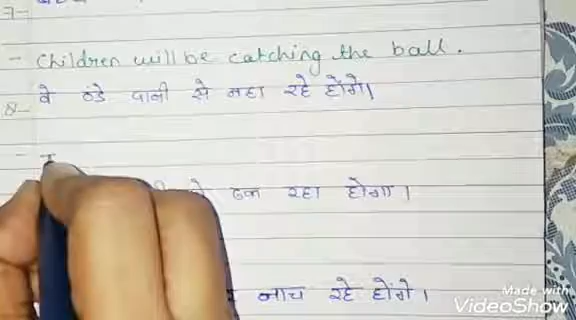 7-
- Children will be catching the ball.
8- वे ठंडे पानी से नहा रहे होंगे।
-
ढक रहा होगा।
नाच रहे होंगे।
Made with
VideoShow